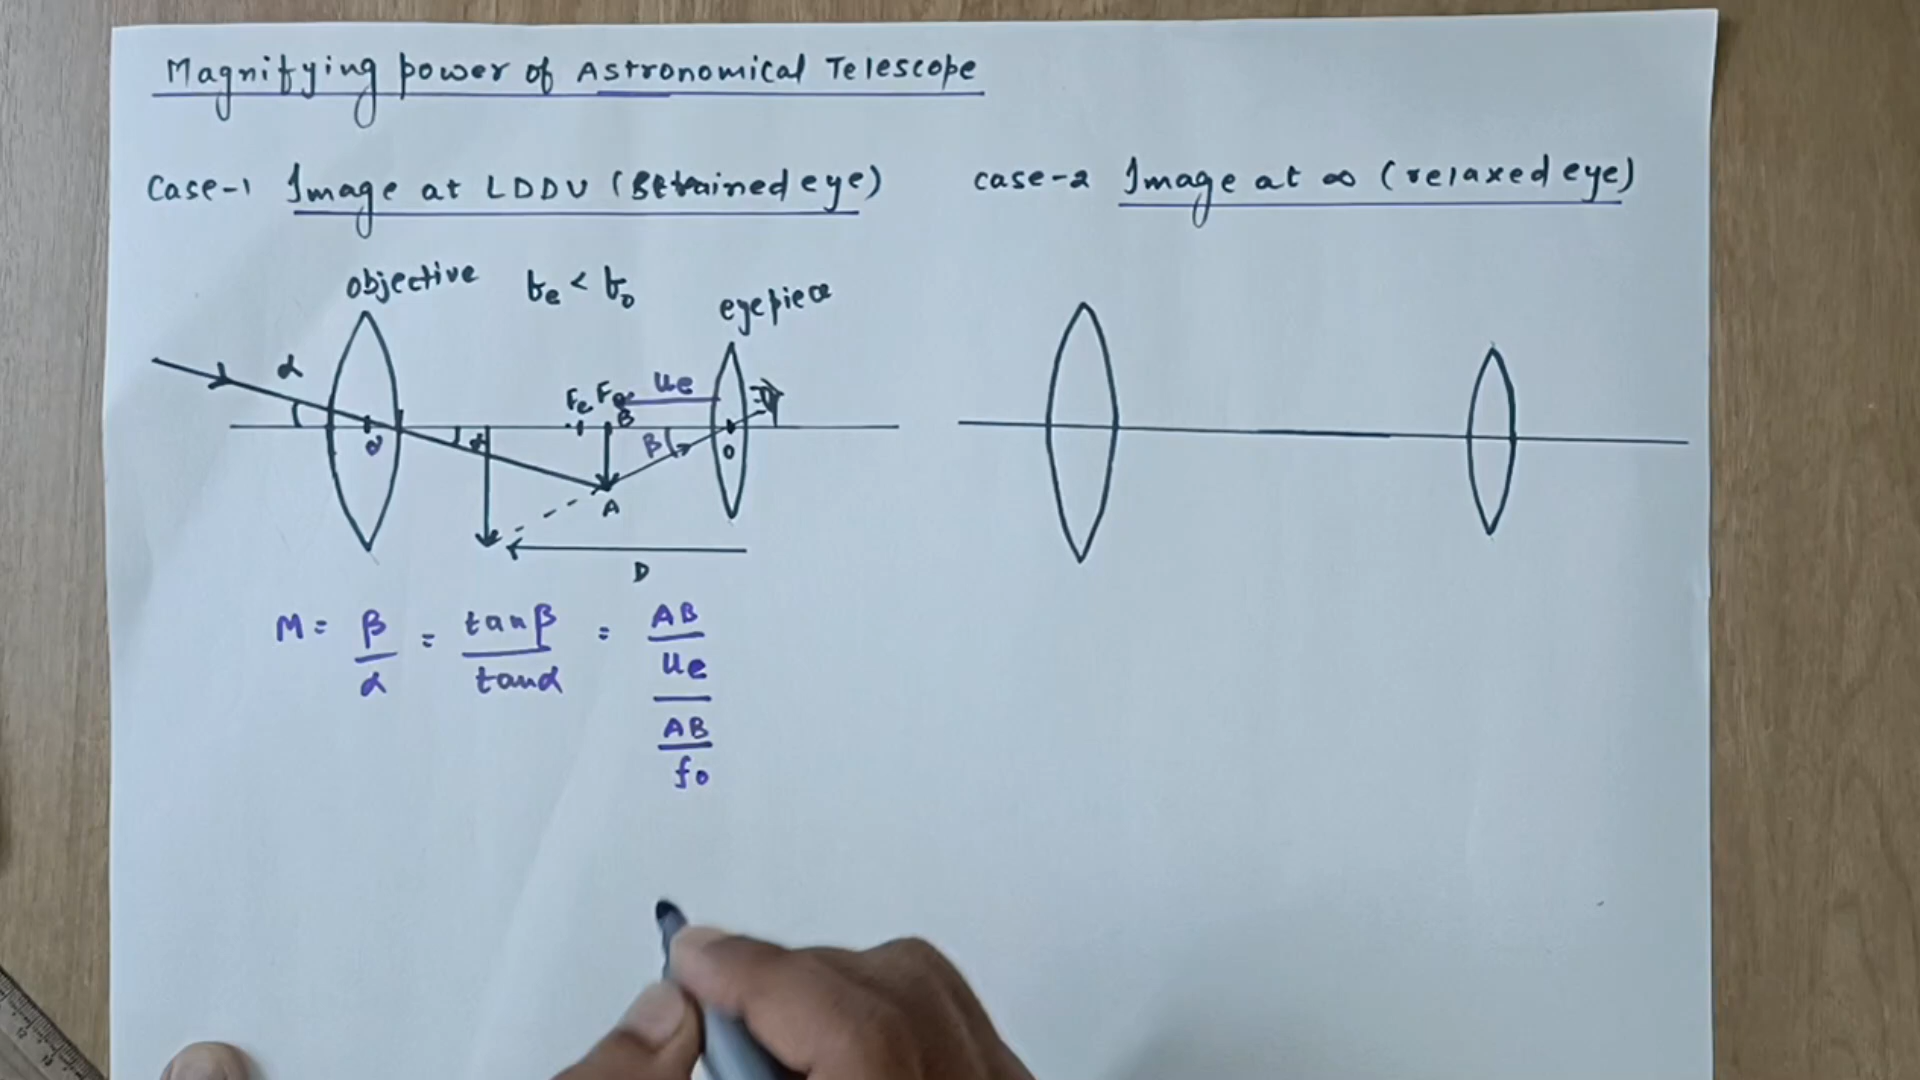 Magnifying power of Astronomical Telescope
Case-1 Image at LDDV (Strained eye)
case-2 Image at ∞ (relaxed eye)
objective
fe < fo
eyepiece
α
Fe Fo
ue
B
β
O
A
D
M = β/α = tanβ/tanα = AB/ue / AB/fo